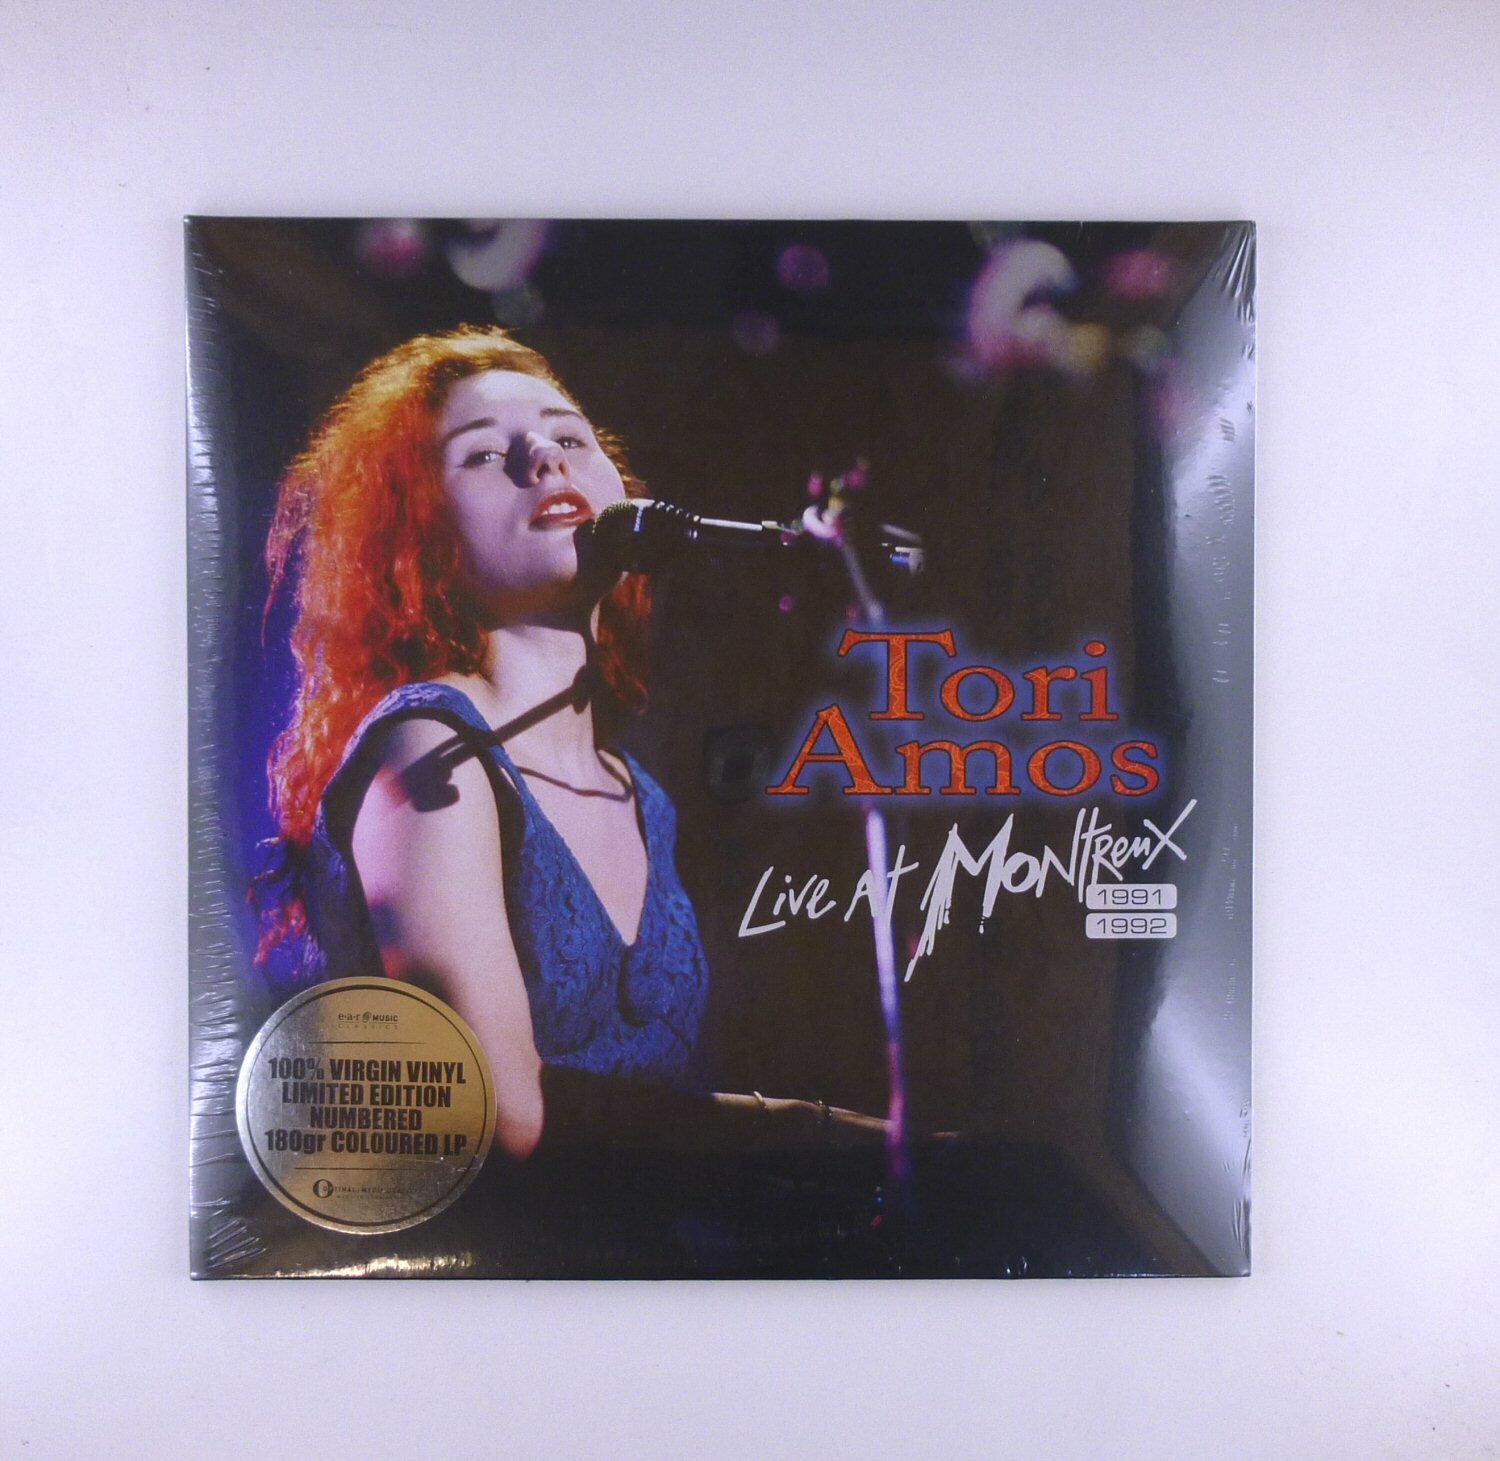 Tori
Amos
Live At Montreux
1991
1992
e·a·r MUSIC
CLASSICS
100% VIRGIN VINYL
LIMITED EDITION
NUMBERED
180gr COLOURED LP